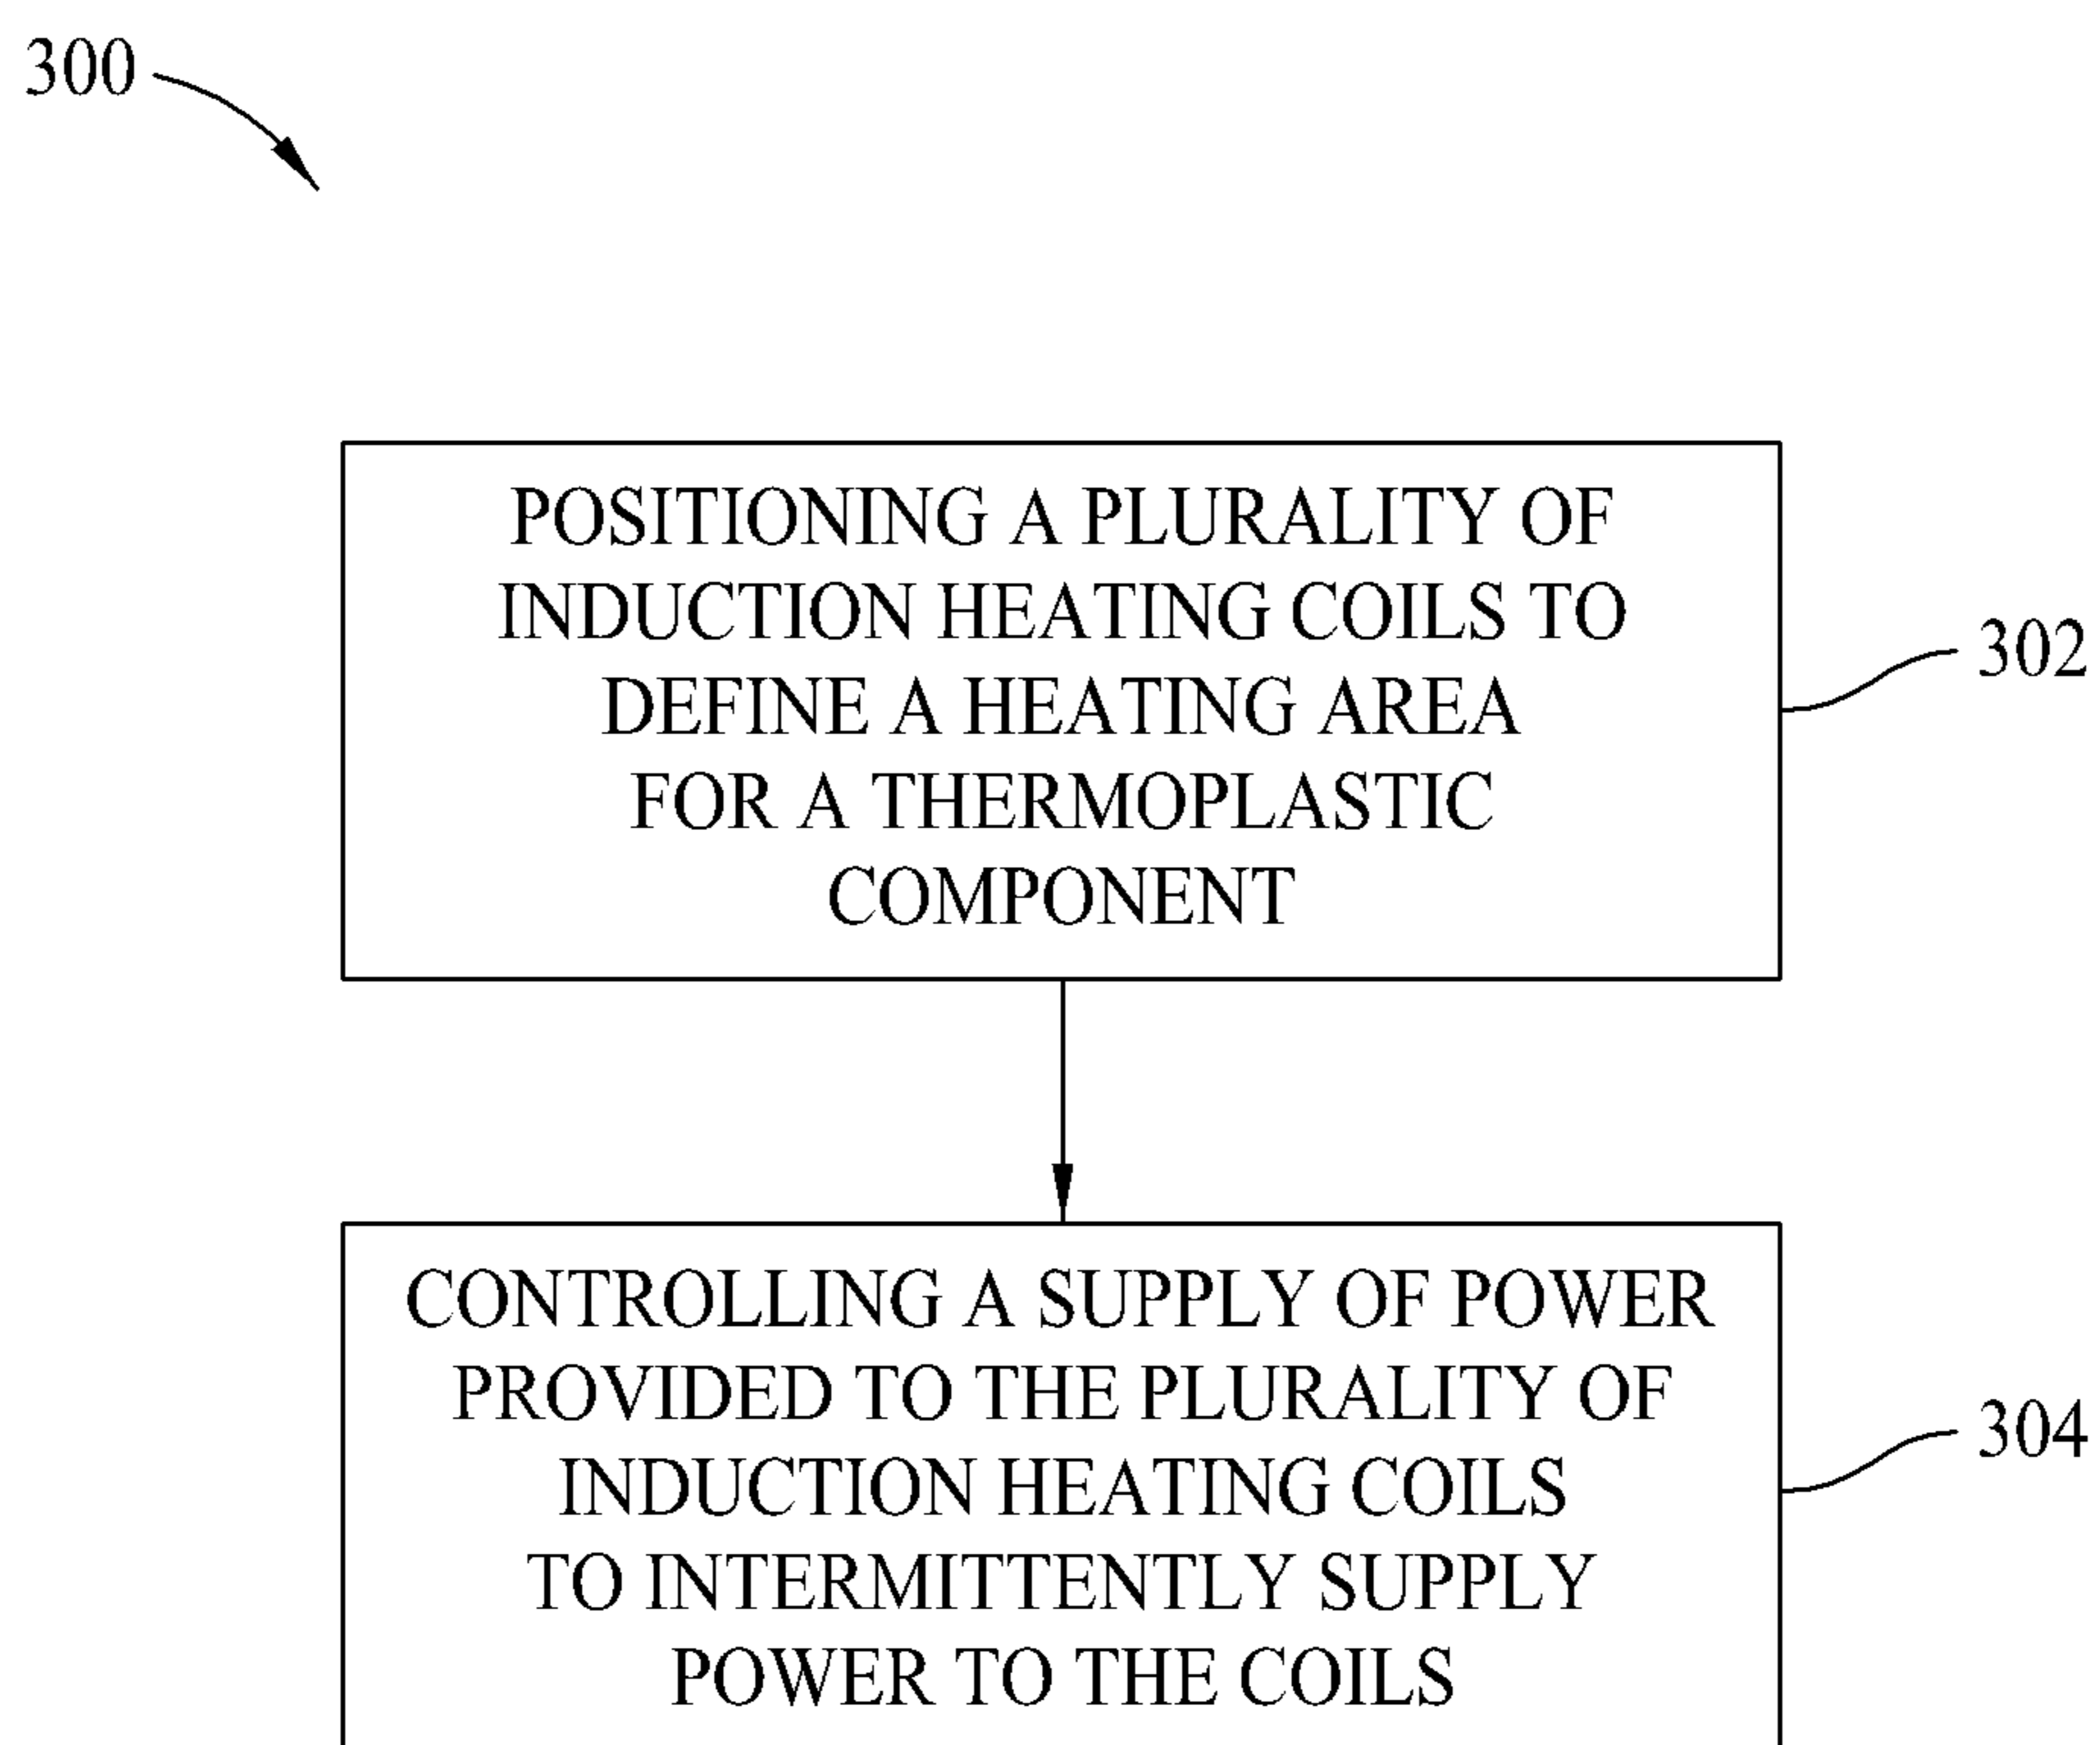 300
POSITIONING A PLURALITY OF
INDUCTION HEATING COILS TO
DEFINE A HEATING AREA
FOR A THERMOPLASTIC
COMPONENT
302
CONTROLLING A SUPPLY OF POWER
PROVIDED TO THE PLURALITY OF
INDUCTION HEATING COILS
TO INTERMITTENTLY SUPPLY
POWER TO THE COILS
304